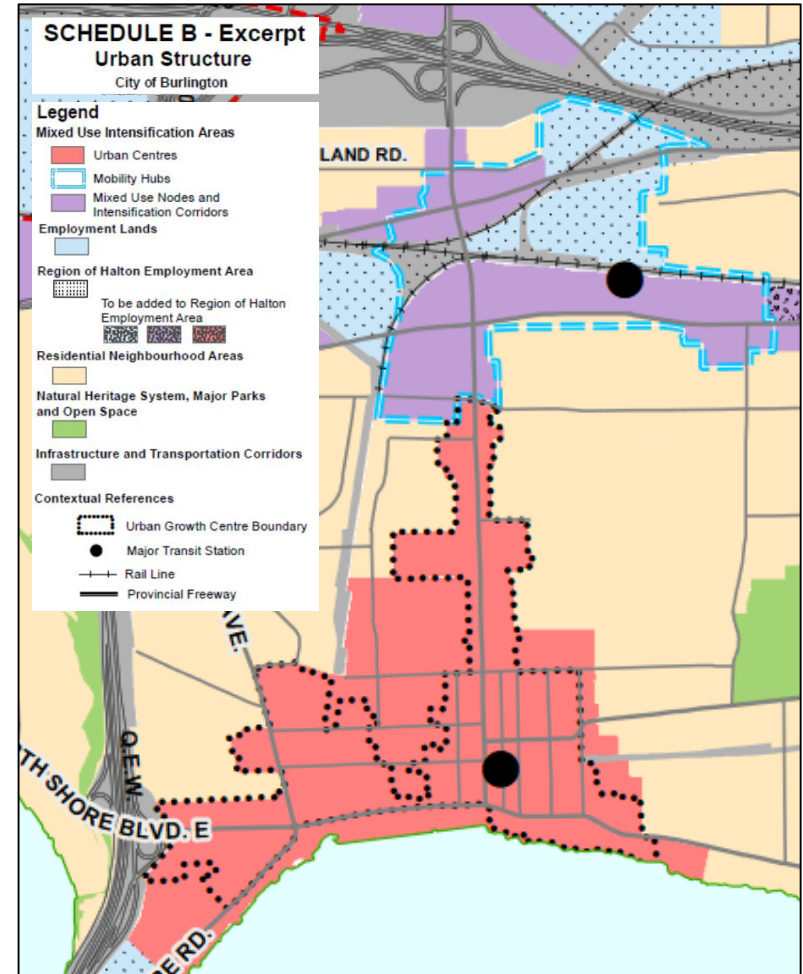 SCHEDULE B - Excerpt
Urban Structure
City of Burlington
Legend
Mixed Use Intensification Areas
Urban Centres
Mobility Hubs
Mixed Use Nodes and
Intensification Corridors
Employment Lands
Region of Halton Employment Area
To be added to Region of Halton
Employment Area
Residential Neighbourhood Areas
Natural Heritage System, Major Parks
and Open Space
Infrastructure and Transportation Corridors
Contextual References
Urban Growth Centre Boundary
Major Transit Station
Rail Line
Provincial Freeway
LAND RD.
AVE.
Q.E.W.
TH SHORE BLVD. E
RE RD.